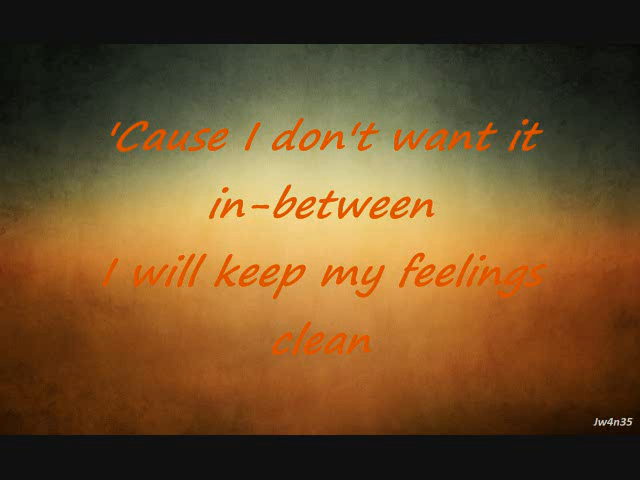 'Cause I don't want it
in-between
I will keep my feelings
clean
Jw4n35